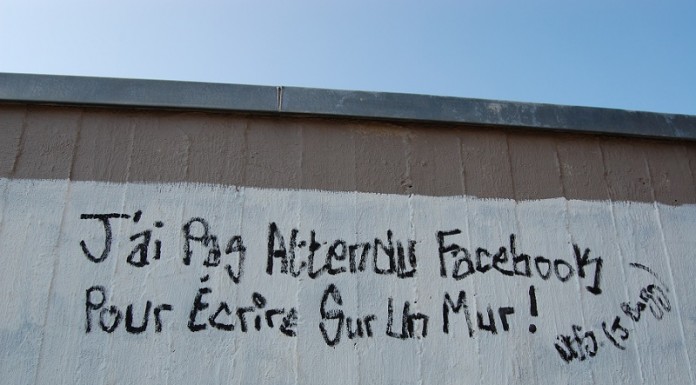 J'ai Pas Attendu Facebook
Pour Écrire Sur Un Mur !